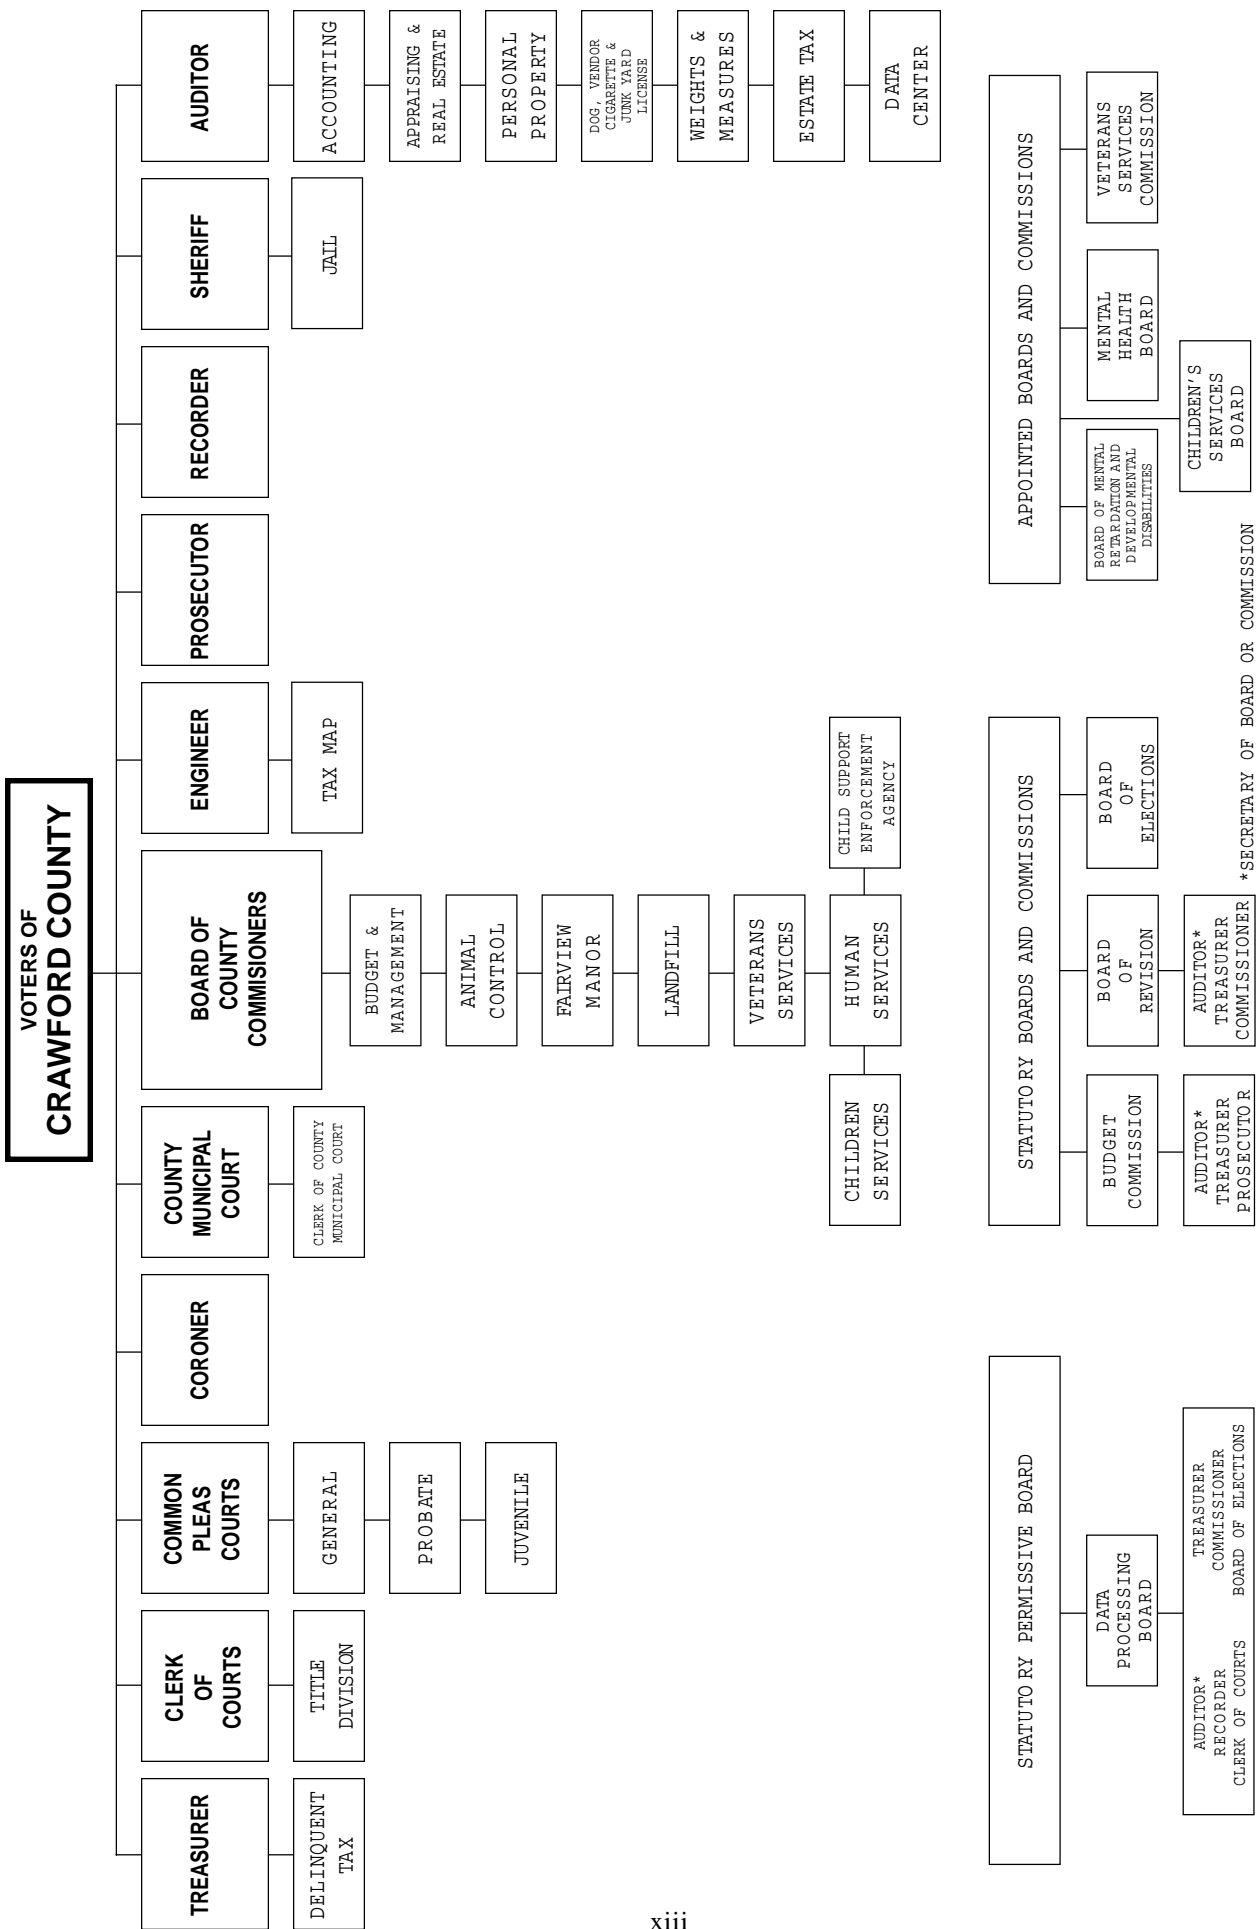 VOTERS OF
CRAWFORD COUNTY
TREASURER
DELINQUENT
TAX
CLERK
OF
COURTS
TITLE
DIVISION
COMMON
PLEAS
COURTS
GENERAL
PROBATE
JUVENILE
CORONER
COUNTY
MUNICIPAL
COURT
CLERK OF COUNTY
MUNICIPAL COURT
BOARD OF
COUNTY
COMMISIONERS
BUDGET &
MANAGEMENT
ANIMAL
CONTROL
FAIRVIEW
MANOR
LANDFILL
VETERANS
SERVICES
CHILDREN
SERVICES
HUMAN
SERVICES
CHILD SUPPORT
ENFORCEMENT
AGENCY
ENGINEER
TAX MAP
PROSECUTOR
RECORDER
SHERIFF
JAIL
AUDITOR
ACCOUNTING
APPRAISING &
REAL ESTATE
PERSONAL
PROPERTY
DOG, VENDOR
CIGARETTE &
JUNK YARD
LICENSE
WEIGHTS &
MEASURES
ESTATE TAX
DATA
CENTER
STATUTORY PERMISSIVE BOARD
DATA
PROCESSING
BOARD
AUDITOR*
RECORDER
CLERK OF COURTS
TREASURER
COMMISSIONER
BOARD OF ELECTIONS
STATUTORY BOARDS AND COMMISSIONS
BUDGET
COMMISSION
AUDITOR*
TREASURER
PROSECUTOR
BOARD
OF
REVISION
AUDITOR*
TREASURER
COMMISSIONER
BOARD
OF
ELECTIONS
APPOINTED BOARDS AND COMMISSIONS
BOARD OF MENTAL
RETARDATION AND
DEVELOPMENTAL
DISABILITIES
CHILDREN'S
SERVICES
BOARD
MENTAL
HEALTH
BOARD
VETERANS
SERVICES
COMMISSION
*SECRETARY OF BOARD OR COMMISSION
xiii